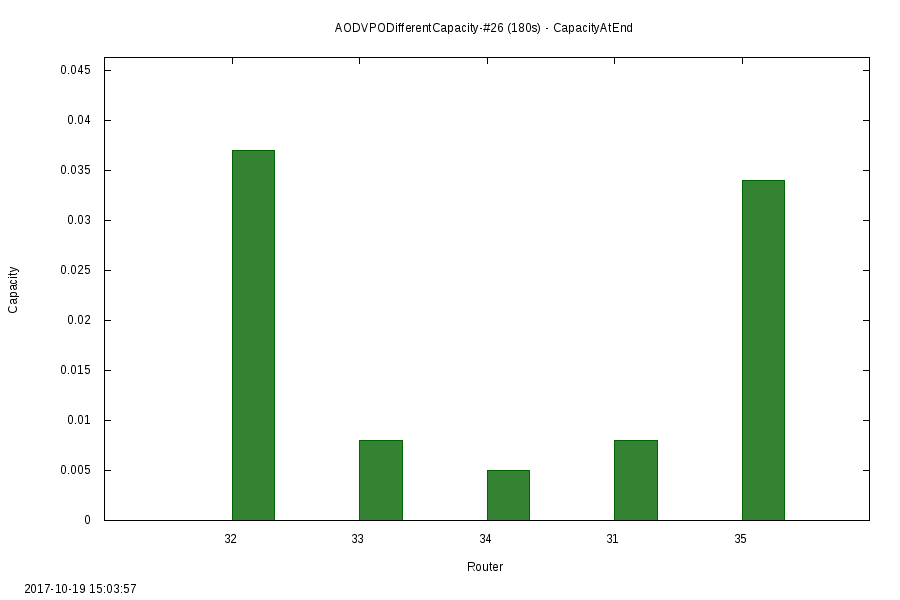 AODVPODifferentCapacity-#26 (180s) - CapacityAtEnd
0.045
0.04
0.035
0.03
0.025
0.02
0.015
0.01
0.005
0
Capacity
32 33 34 31 35
Router
2017-10-19 15:03:57